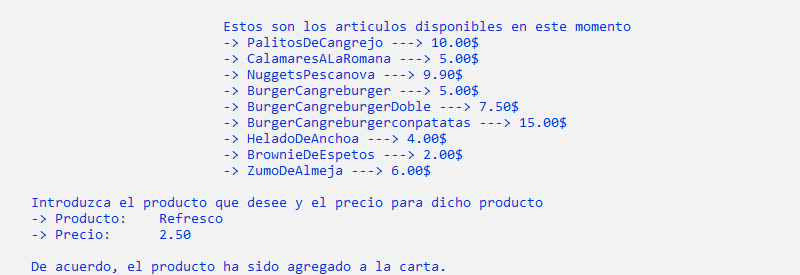 Estos son los articulos disponibles en este momento
-> PalitosDeCangrejo ---> 10.00$
-> CalamaresALaRomana ---> 5.00$
-> NuggetsPescanova ---> 9.90$
-> BurgerCangreburger ---> 5.00$
-> BurgerCangreburgerDoble ---> 7.50$
-> BurgerCangreburgerconpatatas ---> 15.00$
-> HeladoDeAnchoa ---> 4.00$
-> BrownieDeEspetos ---> 2.00$
-> ZumoDeAlmeja ---> 6.00$
Introduzca el producto que desee y el precio para dicho producto
-> Producto: Refresco
-> Precio: 2.50
De acuerdo, el producto ha sido agregado a la carta.